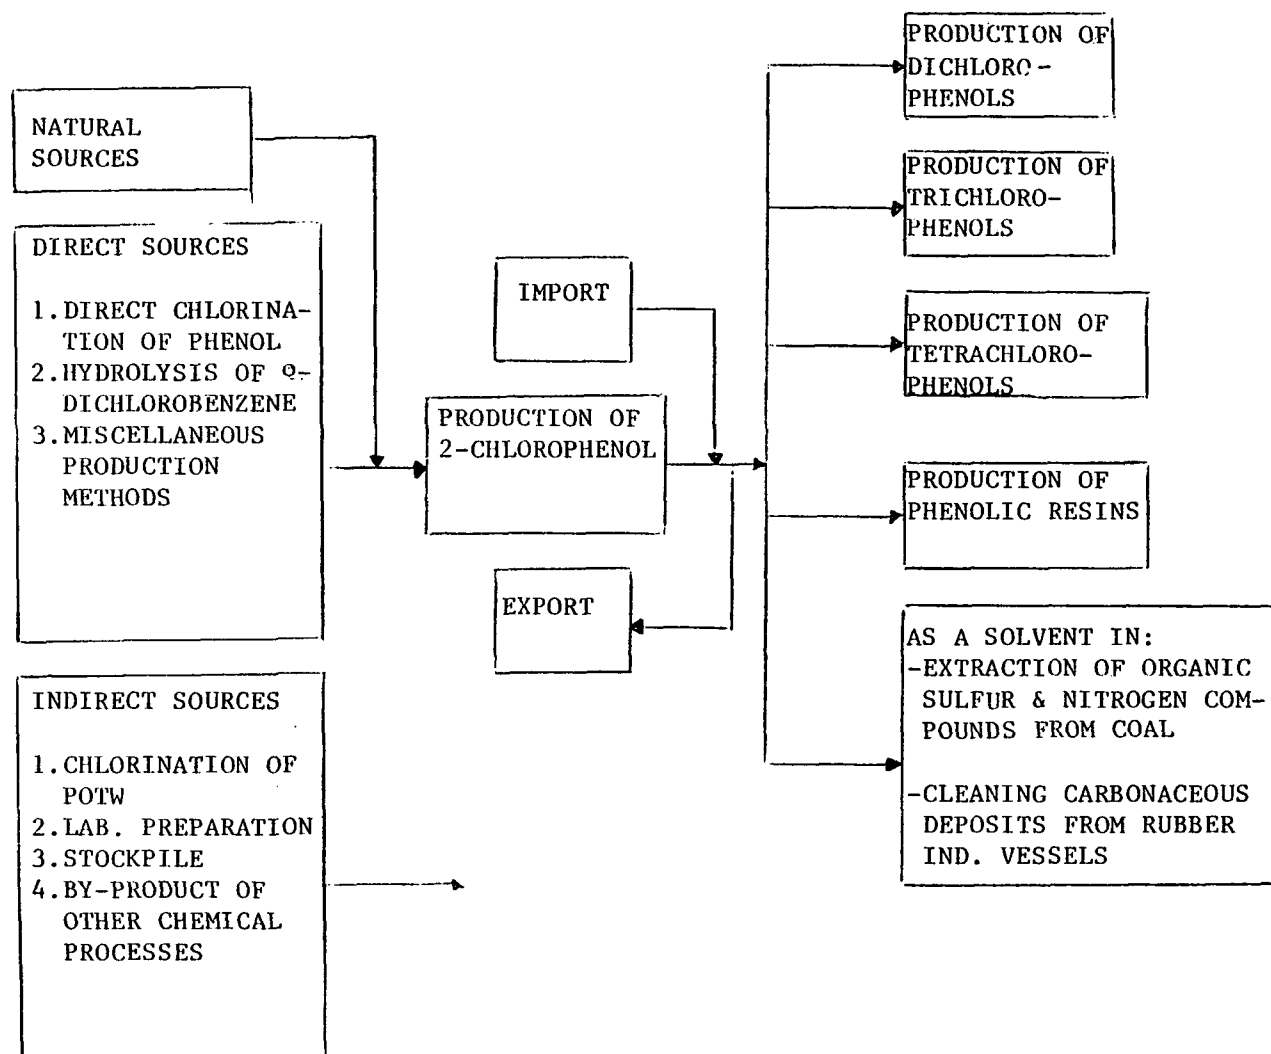 NATURAL
SOURCES
DIRECT SOURCES
1. DIRECT CHLORINA-
TION OF PHENOL
2. HYDROLYSIS OF o-
DICHLOROBENZENE
3. MISCELLANEOUS
PRODUCTION
METHODS
INDIRECT SOURCES
1. CHLORINATION OF
POTW
2. LAB. PREPARATION
3. STOCKPILE
4. BY-PRODUCT OF
OTHER CHEMICAL
PROCESSES
IMPORT
PRODUCTION OF
2-CHLOROPHENOL
EXPORT
PRODUCTION OF
DICHLORO-
PHENOLS
PRODUCTION OF
TRICHLORO-
PHENOLS
PRODUCTION OF
TETRACHLORO-
PHENOLS
PRODUCTION OF
PHENOLIC RESINS
AS A SOLVENT IN:
-EXTRACTION OF ORGANIC
SULFUR & NITROGEN COM-
POUNDS FROM COAL
-CLEANING CARBONACEOUS
DEPOSITS FROM RUBBER
IND. VESSELS